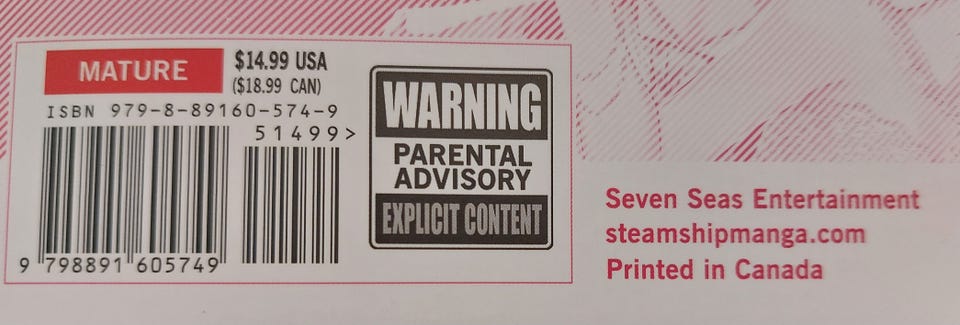 MATURE
$14.99 USA
($18.99 CAN)
ISBN 979-8-89160-574-9
51499>
9 798891 605749
WARNING
PARENTAL
ADVISORY
EXPLICIT CONTENT
Seven Seas Entertainment
steamshipmanga.com
Printed in Canada